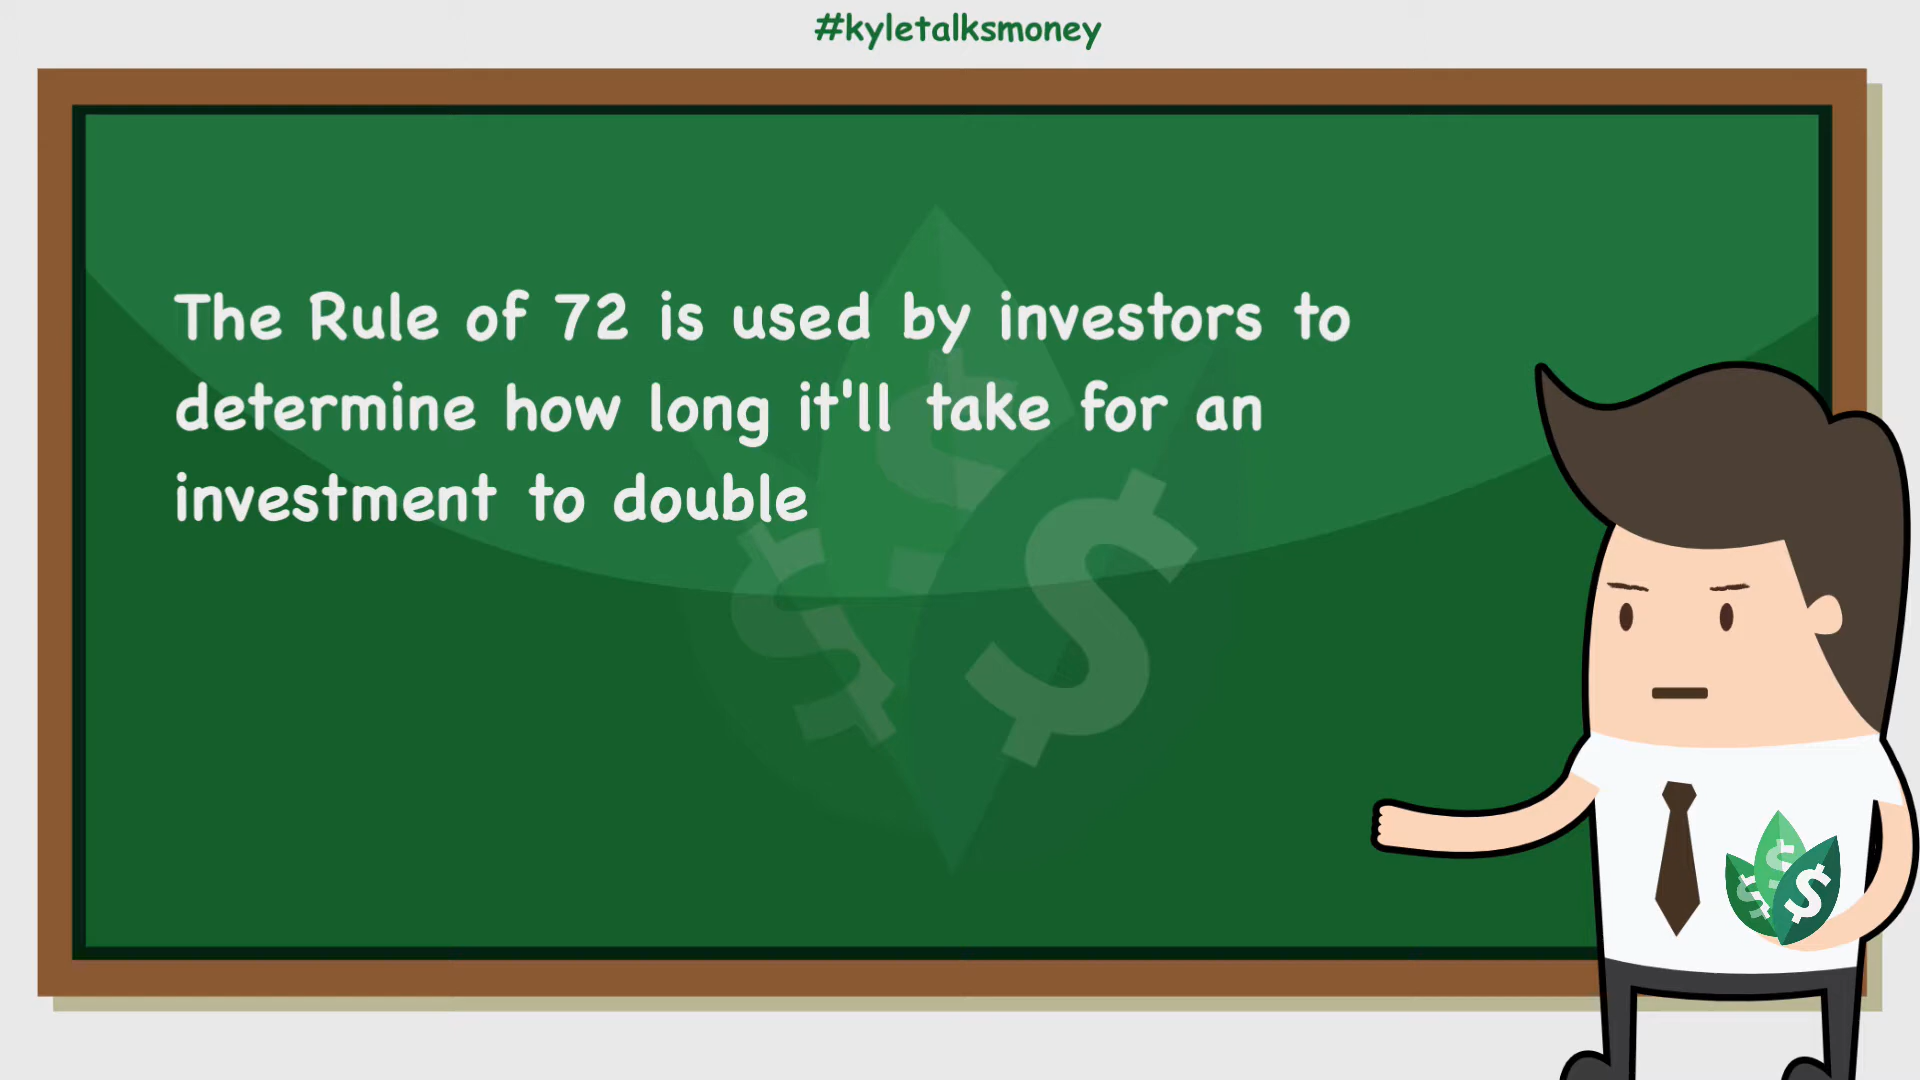 #kyletalksmoney
The Rule of 72 is used by investors to
determine how long it'll take for an
investment to double
$
$
$
$
$
$